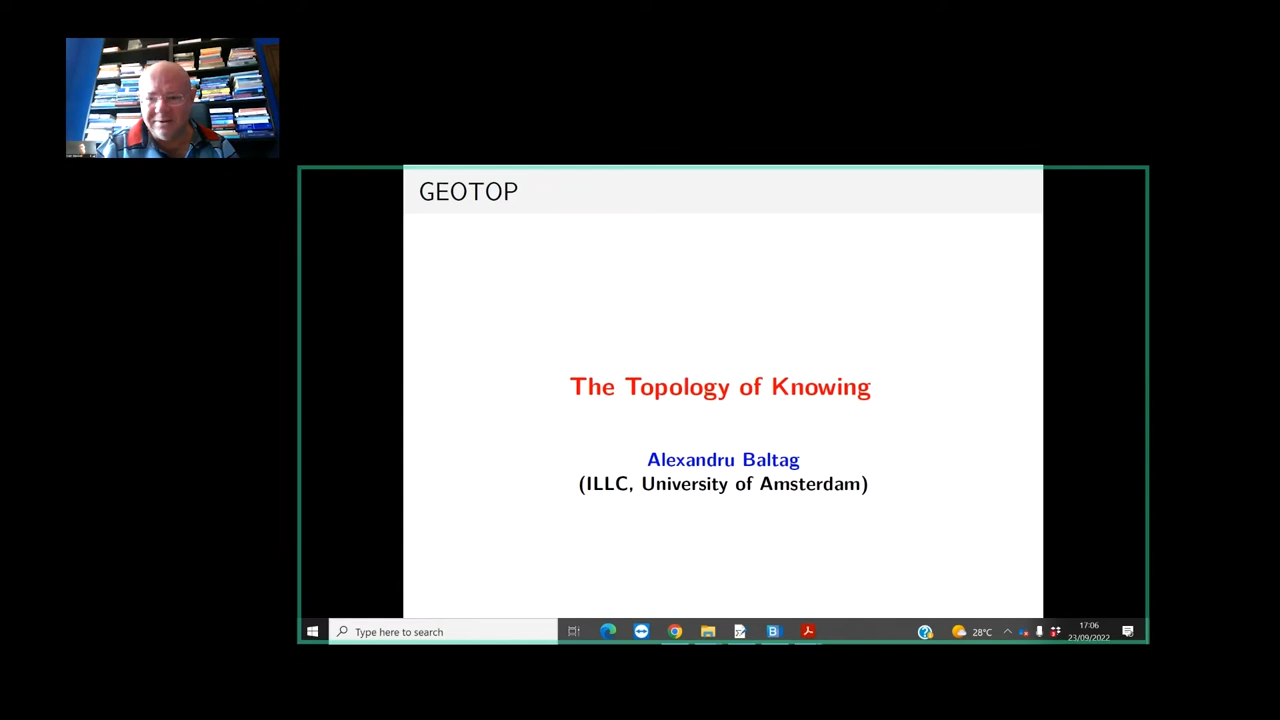 GEOTOP
The Topology of Knowing
Alexandru Baltag
(ILLC, University of Amsterdam)
Type here to search
28°C
17:06
23/09/2022